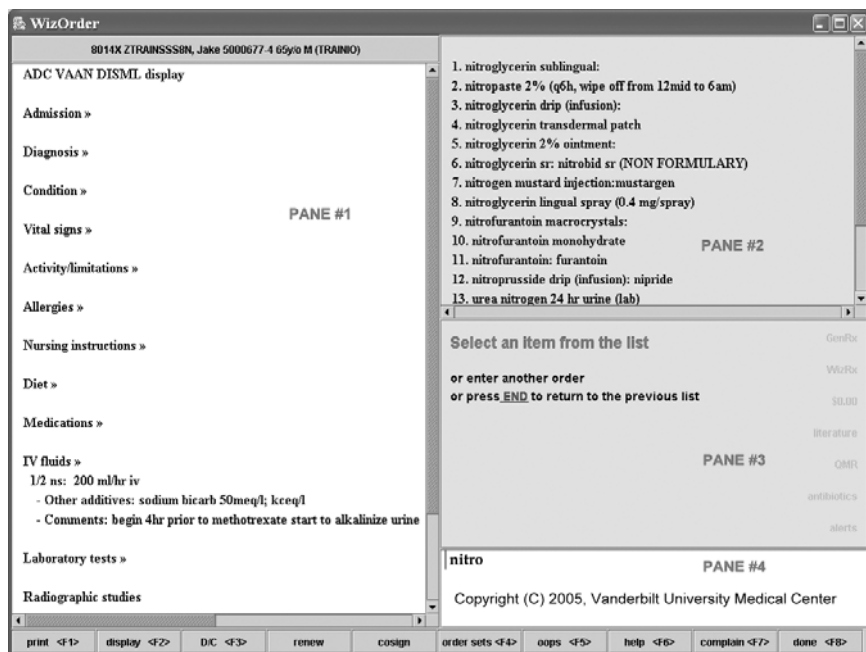 WizOrder
8014X ZTRAINSSS8N, Jake 5000677-4 65y/o M (TRAINIO)
ADC VAAN DISML display
Admission »
Diagnosis »
Condition »
PANE #1
Vital signs »
Activity/limitations »
Allergies »
Nursing instructions »
Diet »
Medications »
IV fluids »
1/2 ns: 200 ml/hr iv
- Other additives: sodium bicarb 50meq/l; kceq/l
- Comments: begin 4hr prior to methotrexate start to alkalinize urine
Laboratory tests »
Radiographic studies
1. nitroglycerin sublingual:
2. nitropaste 2% (q6h, wipe off from 12mid to 6am)
3. nitroglycerin drip (infusion):
4. nitroglycerin transdermal patch
5. nitroglycerin 2% ointment:
6. nitroglycerin sr: nitrobid sr (NON FORMULARY)
7. nitrogen mustard injection:mustargen
8. nitroglycerin lingual spray (0.4 mg/spray)
9. nitrofurantoin macrocrystals:
10. nitrofurantoin monohydrate
11. nitrofurantoin: furantoin
12. nitroprusside drip (infusion): nipride
13. urea nitrogen 24 hr urine (lab)
PANE #2
Select an item from the list
or enter another order
or press END to return to the previous list
GenRx
WizRx
$0.00
literature
OMR
antibiotics
alerts
PANE #3
nitro
PANE #4
Copyright (C) 2005, Vanderbilt University Medical Center
print <F1> display <F2> D/C <F3> renew cosign order sets <F4> oops <F5> help <F6> complain <F7> done <F8>